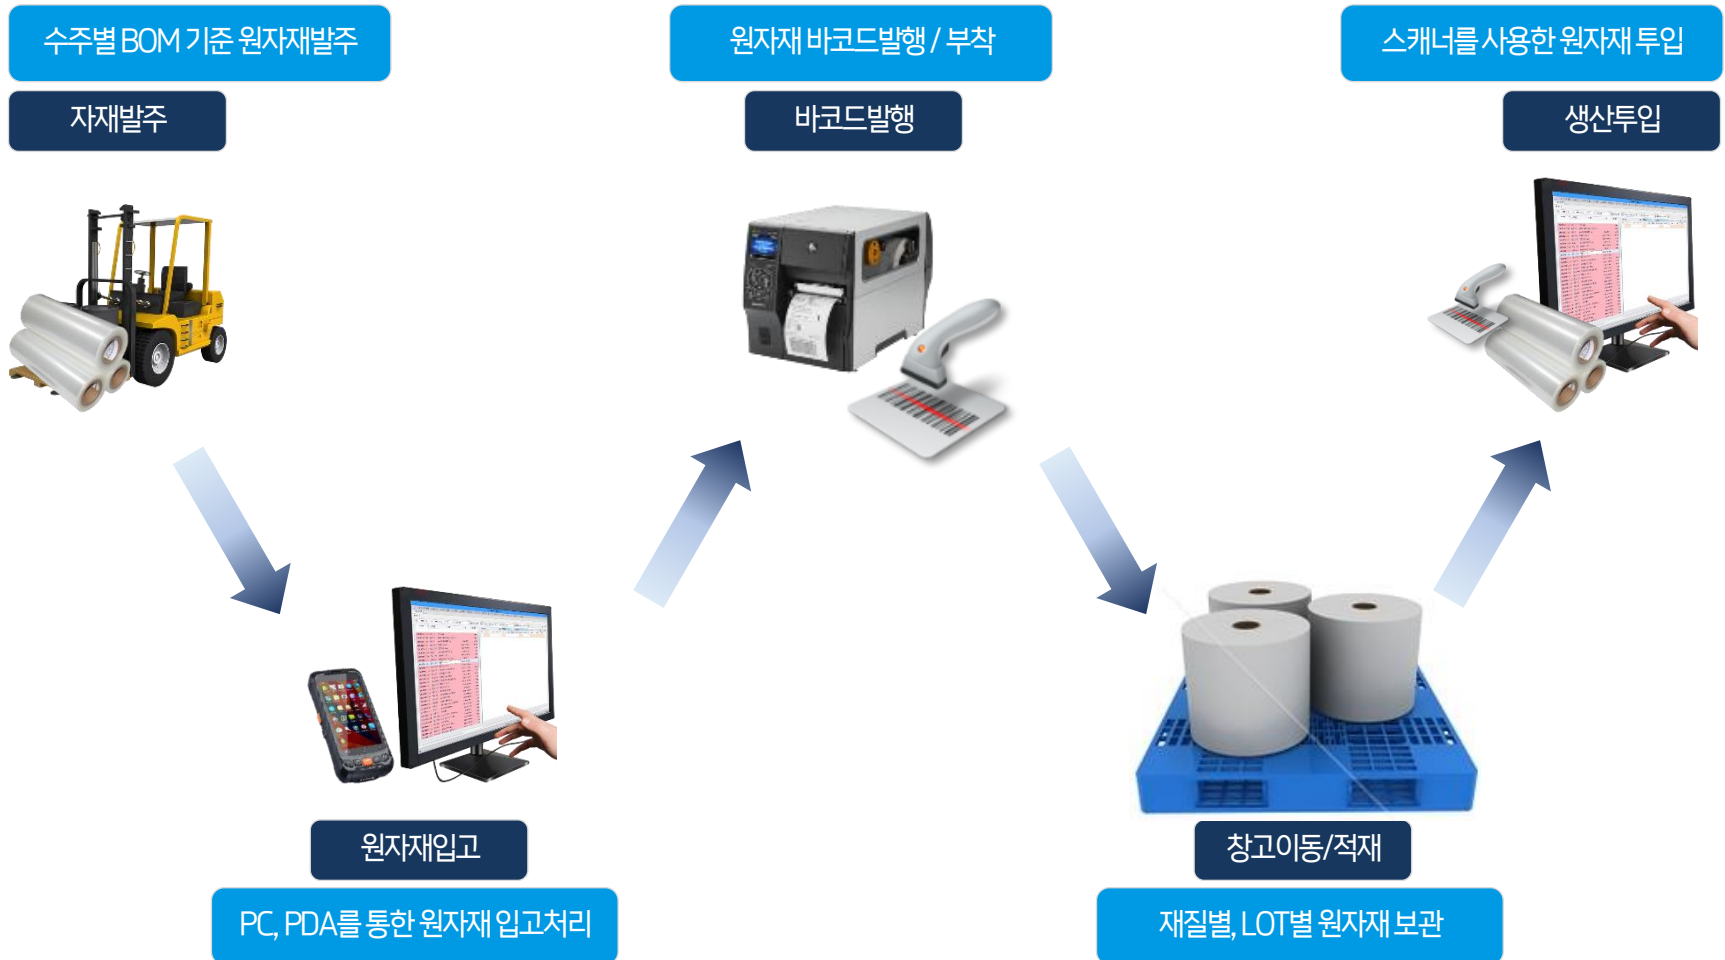 수주별 BOM 기준 원자재발주
자재발주
원자재 바코드발행 / 부착
바코드발행
스캐너를 사용한 원자재 투입
생산투입
원자재입고
PC, PDA를 통한 원자재 입고처리
창고이동/적재
재질별, LOT별 원자재 보관